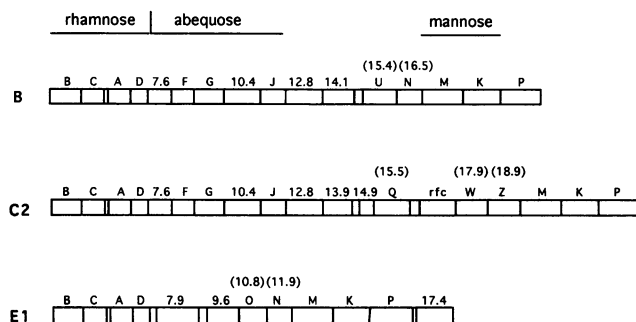 rhamnose abequose mannose
(15.4) (16.5)
B C A D 7.6 F G 10.4 J 12.8 14.1 U N M K P
B
(15.5) (17.9) (18.9)
B C A D 7.6 F G 10.4 J 12.8 13.9 14.9 Q rfc W Z M K P
C2
(10.8) (11.9)
B C A D 7.9 9.6 O N M K P 17.4
E1